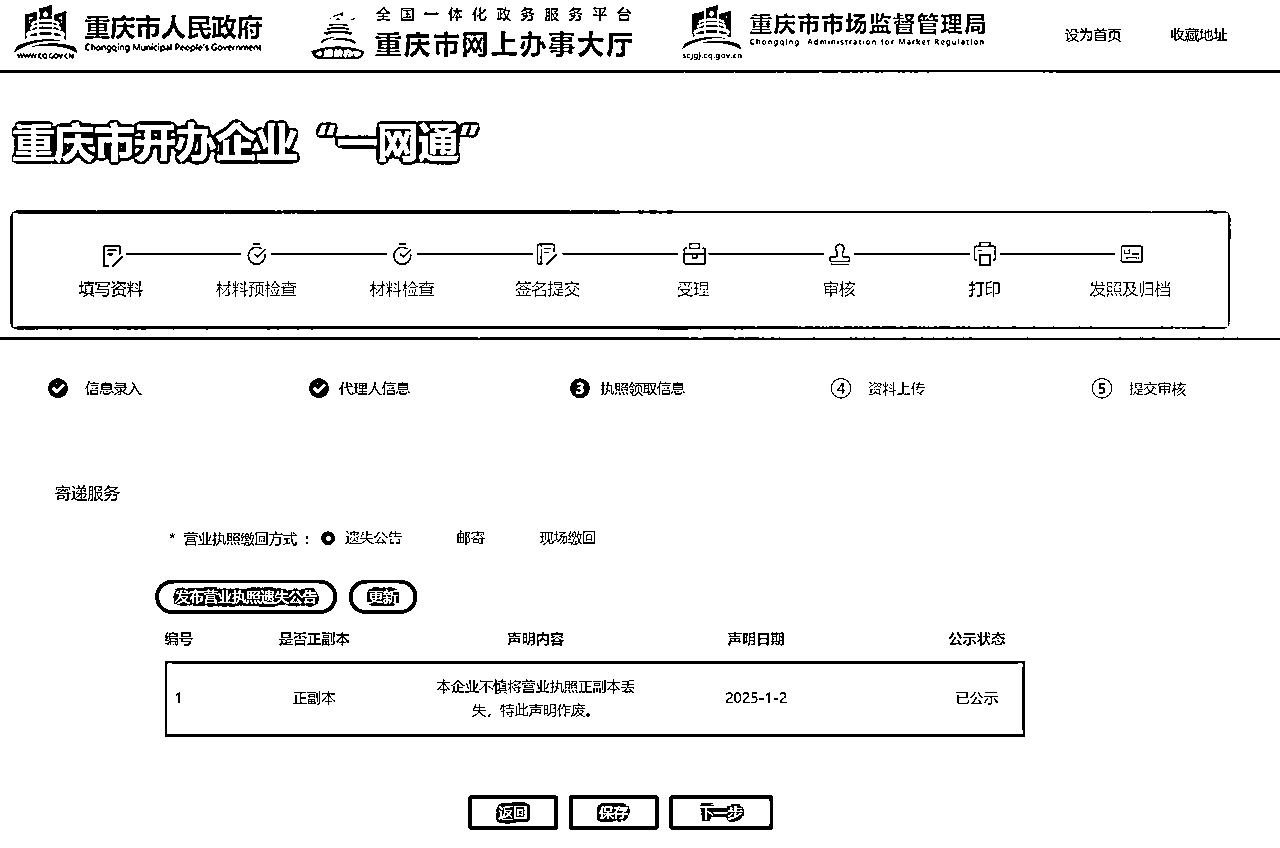 重庆市人民政府
Chongqing Municipal People's Government
WWW.CQ.GOV.CN
全国一体化政务服务平台
重庆市网上办事大厅
重庆市市场监督管理局
Chongqing Administration for Market Regulation
scjgj.cq.gov.cn
设为首页 收藏地址
重庆市开办企业“一网通”
填写资料 材料预检查 材料检查 签名提交 受理 审核 打印 发照及归档
信息录入 代理人信息 3 执照领取信息 4 资料上传 5 提交审核
寄递服务
* 营业执照缴回方式 : 遗失公告 邮寄 现场缴回
发布营业执照遗失公告 更新
编号 是否正副本 声明内容 声明日期 公示状态
1 正副本 本企业不慎将营业执照正副本丢 2025-1-2 已公示
失，特此声明作废。
返回 保存 下一步